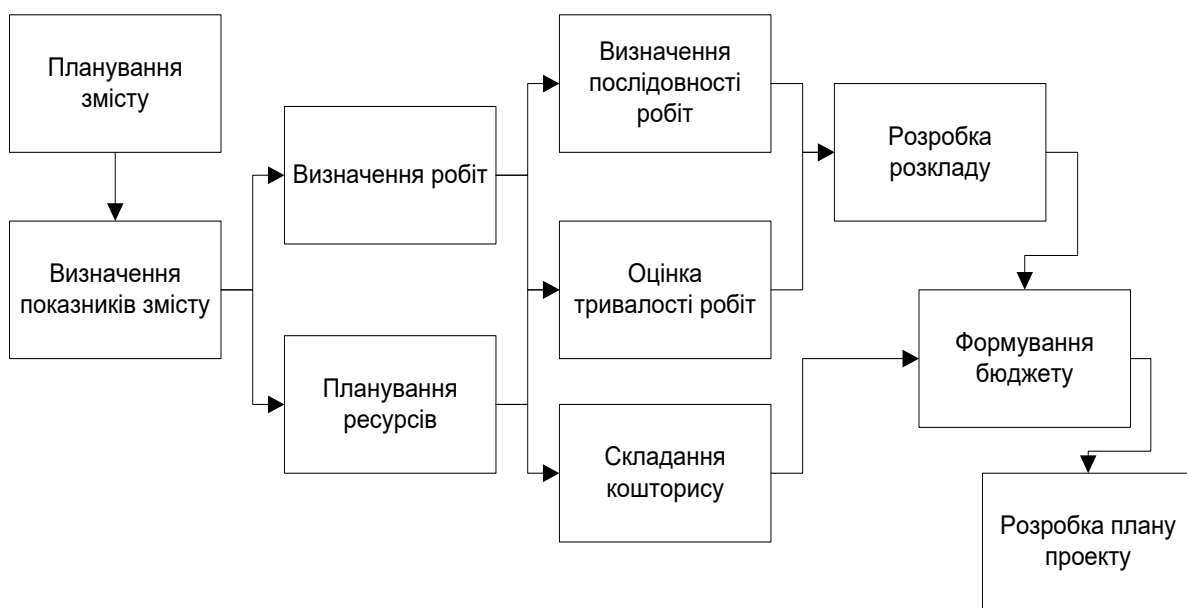 Планування
змісту
Визначення
показників змісту
Визначення робіт
Планування
ресурсів
Визначення
послідовності
робіт
Оцінка
тривалості робіт
Складання
кошторису
Розробка
розкладу
Формування
бюджету
Розробка плану
проекту